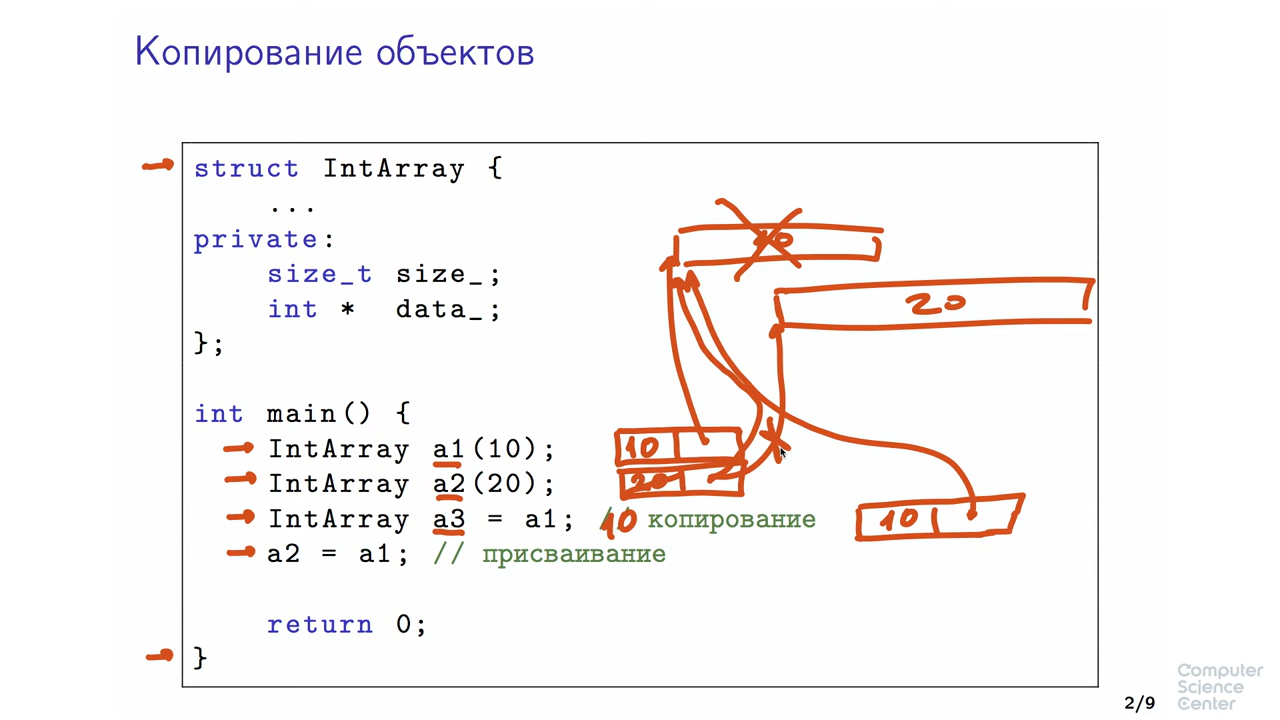 Копирование объектов
struct IntArray {
...
private:
size_t size_;
int * data_;
};
10
20
int main() {
IntArray a1(10);
10
IntArray a2(20);
20
IntArray a3 = a1; // копирование
10
10
a2 = a1; // присваивание
return 0;
}
2/9
Computer
Science
Center